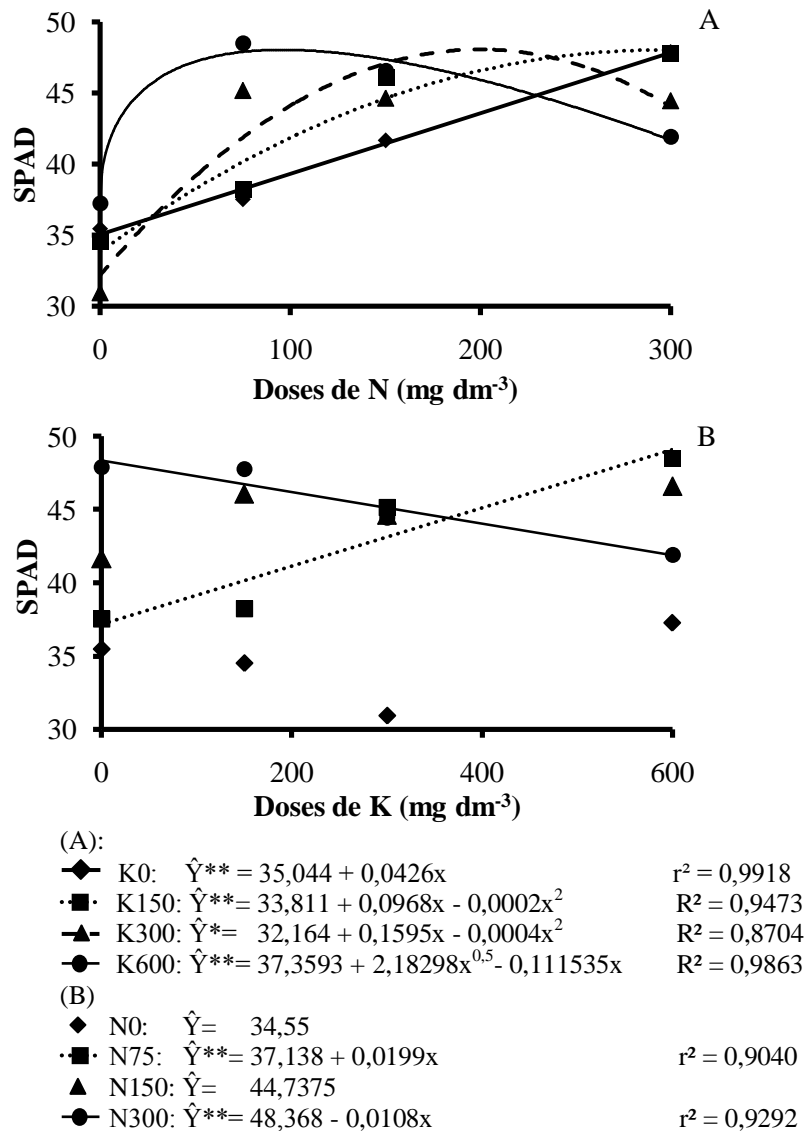 A
50
45
40
35
30
SPAD
0 100 200 300
Doses de N (mg dm-3)
B
50
45
40
35
30
SPAD
0 200 400 600
Doses de K (mg dm-3)
(A):
K0: Ŷ** = 35,044 + 0,0426x r² = 0,9918
K150: Ŷ**= 33,811 + 0,0968x - 0,0002x² R² = 0,9473
K300: Ŷ*= 32,164 + 0,1595x - 0,0004x² R² = 0,8704
K600: Ŷ**= 37,3593 + 2,18298x0,5- 0,111535x R² = 0,9863
(B)
N0: Ŷ= 34,55
N75: Ŷ**= 37,138 + 0,0199x r² = 0,9040
N150: Ŷ= 44,7375
N300: Ŷ**= 48,368 - 0,0108x r² = 0,9292